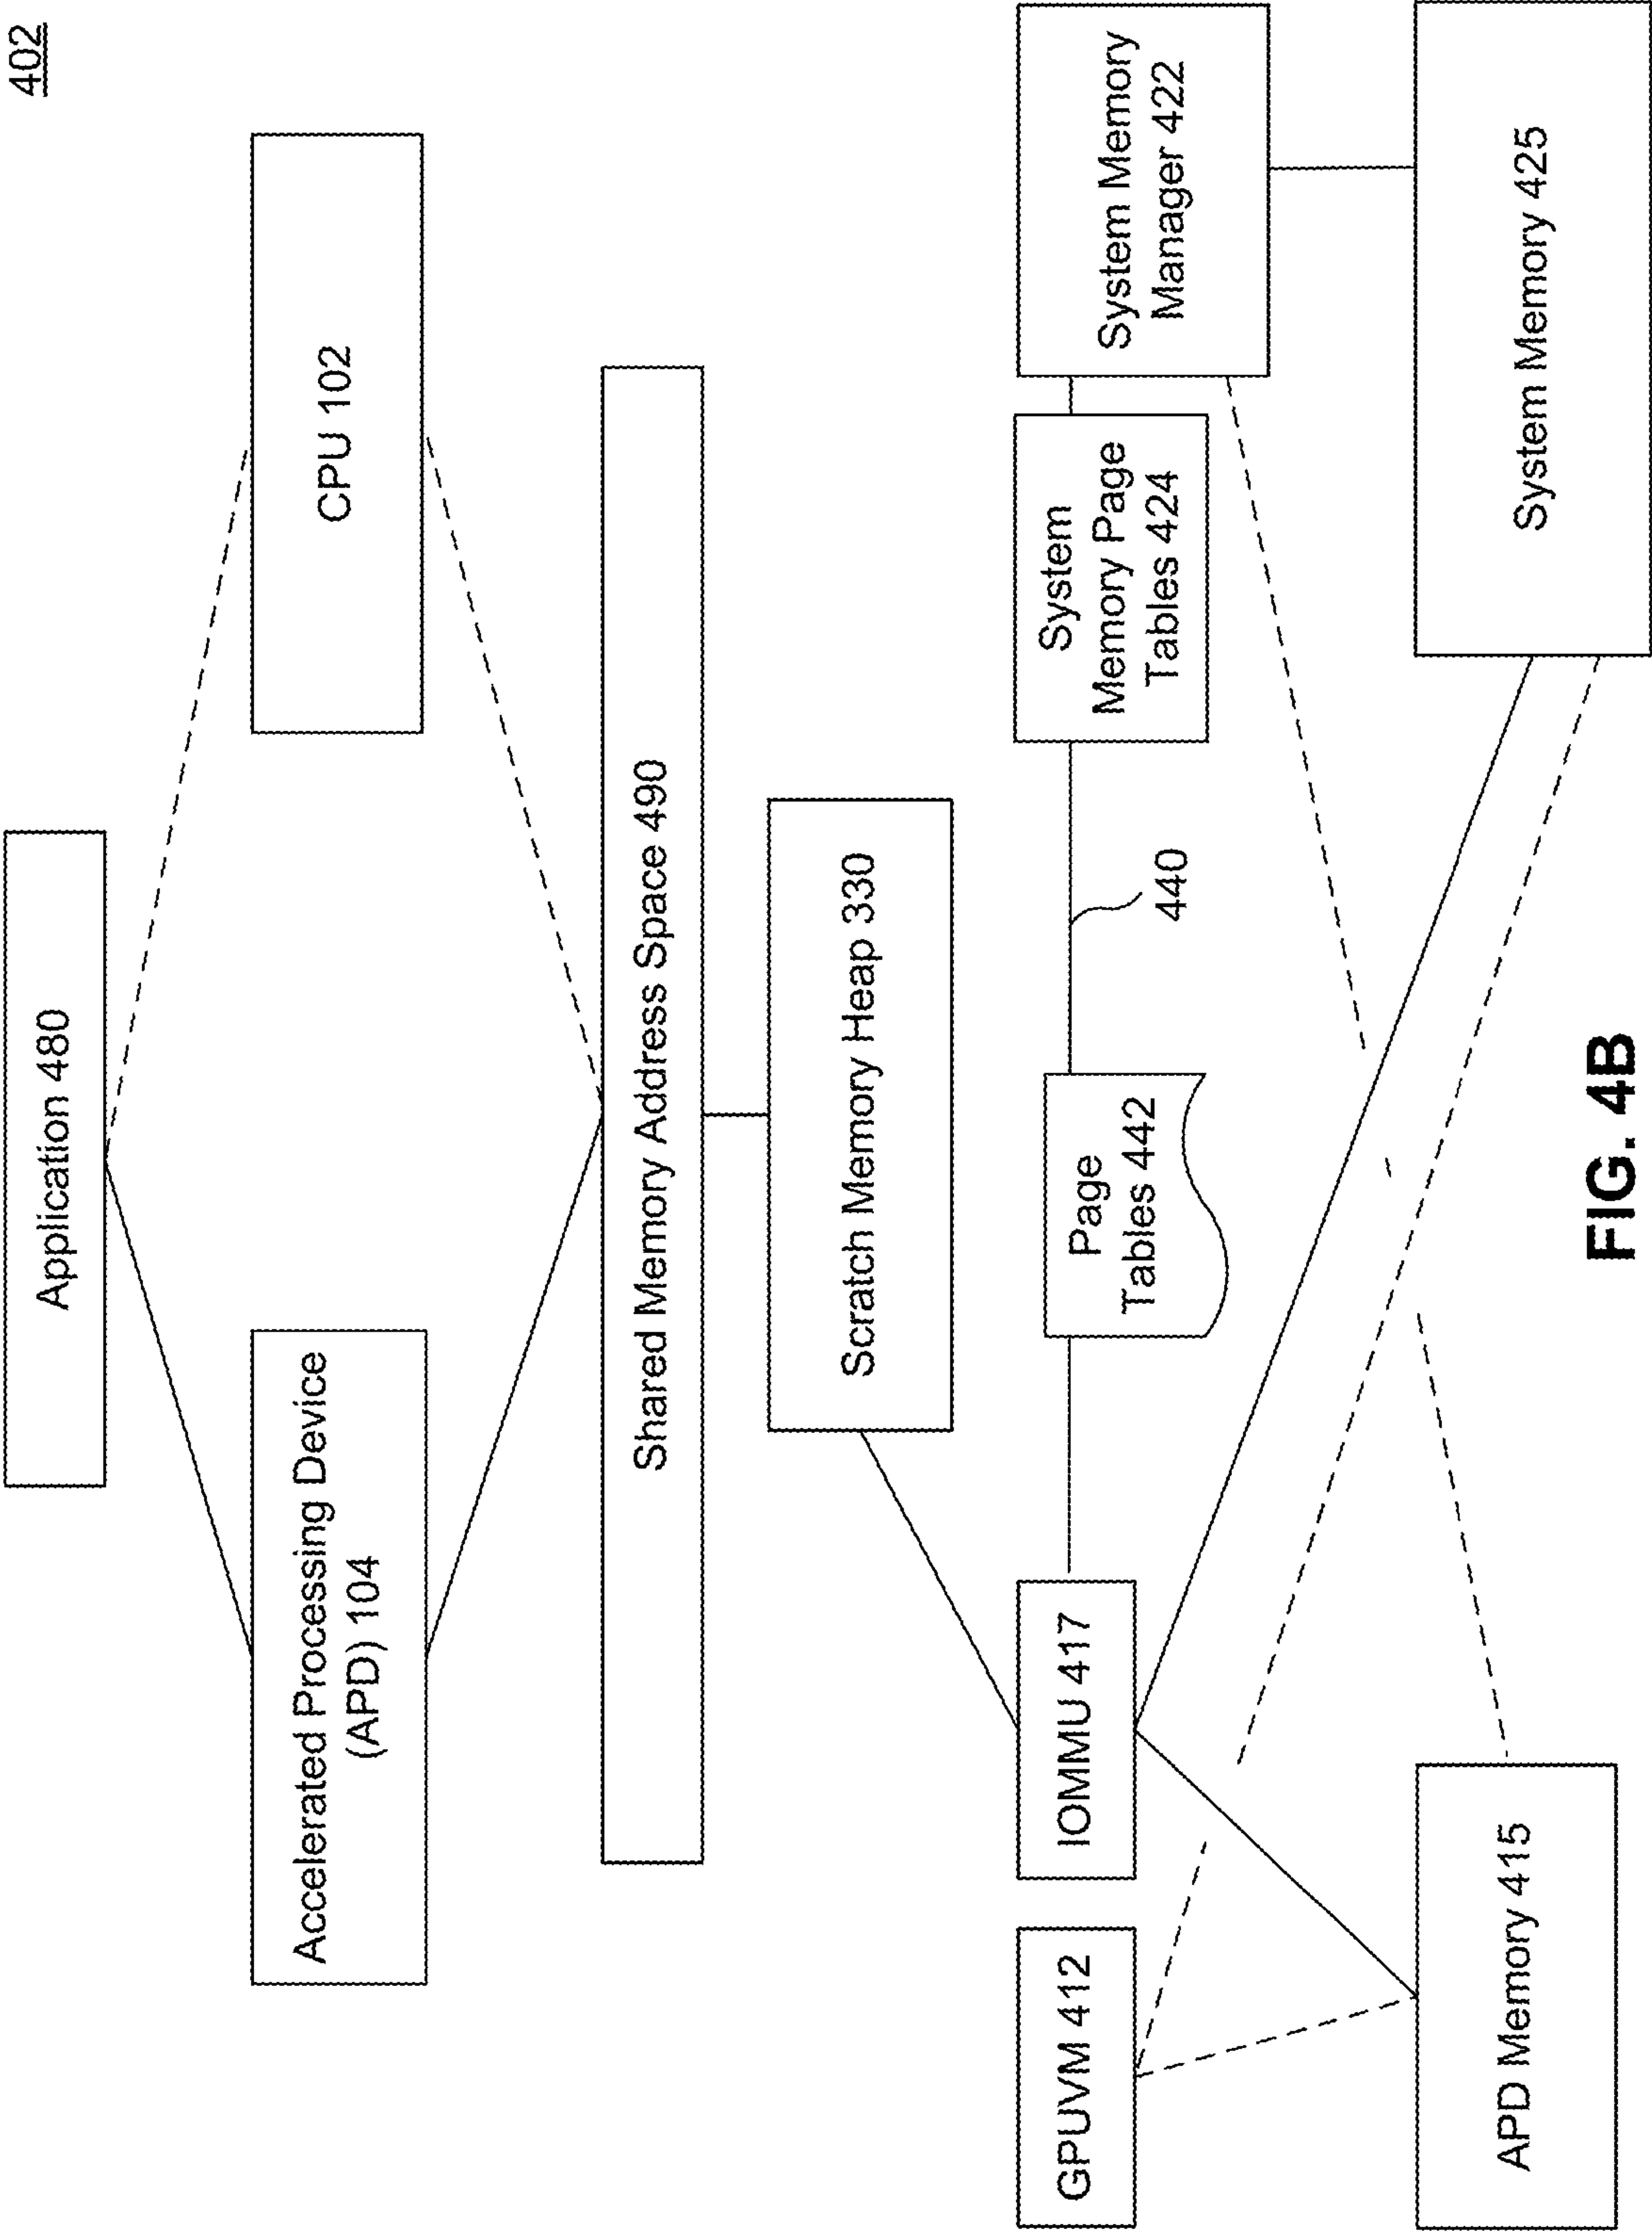 402
Application 480
Accelerated Processing Device
(APD) 104
CPU 102
Shared Memory Address Space 490
Scratch Memory Heap 330
GPUVM 412
IOMMU 417
Page
Tables 442
440
System
Memory Page
Tables 424
System Memory
Manager 422
APD Memory 415
System Memory 425
FIG. 4B